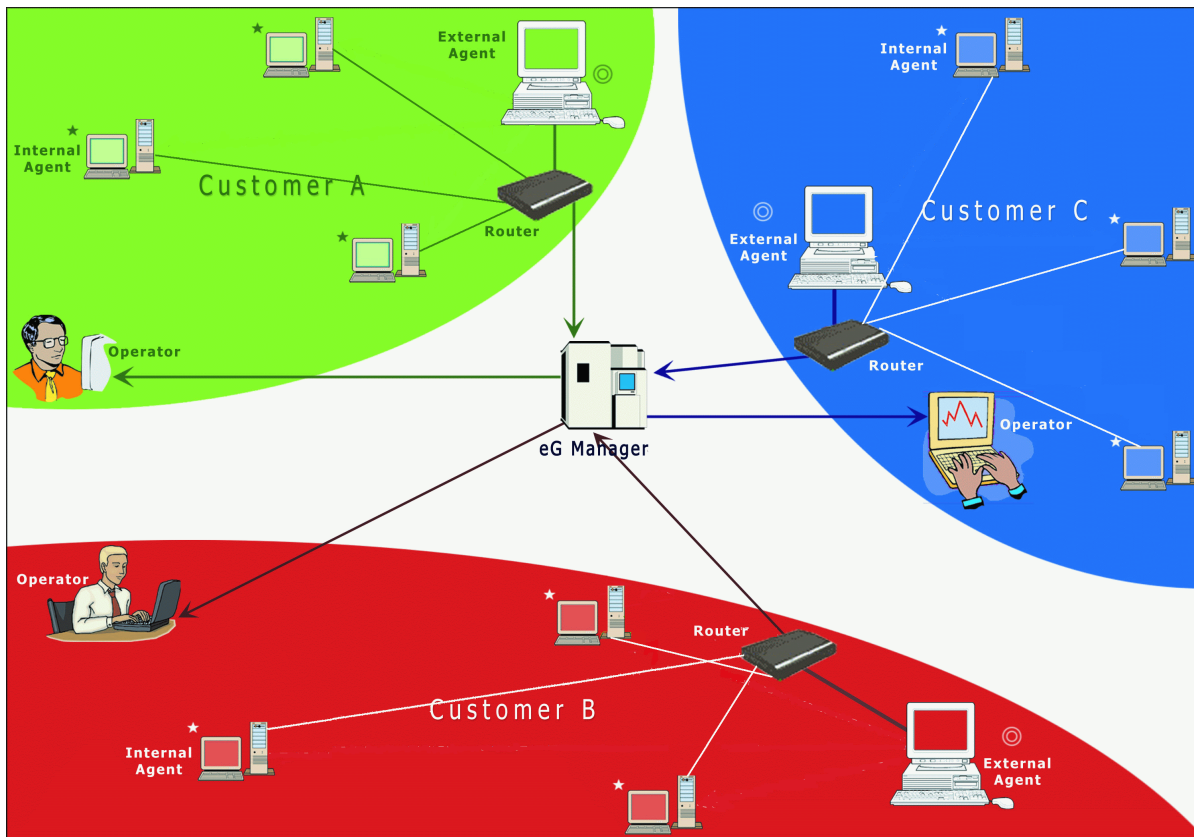 External
Agent
Internal
Agent
Customer A
Router
Operator
Internal
Agent
Customer C
External
Agent
Router
Operator
eG Manager
Operator
Router
Customer B
Internal
Agent
External
Agent